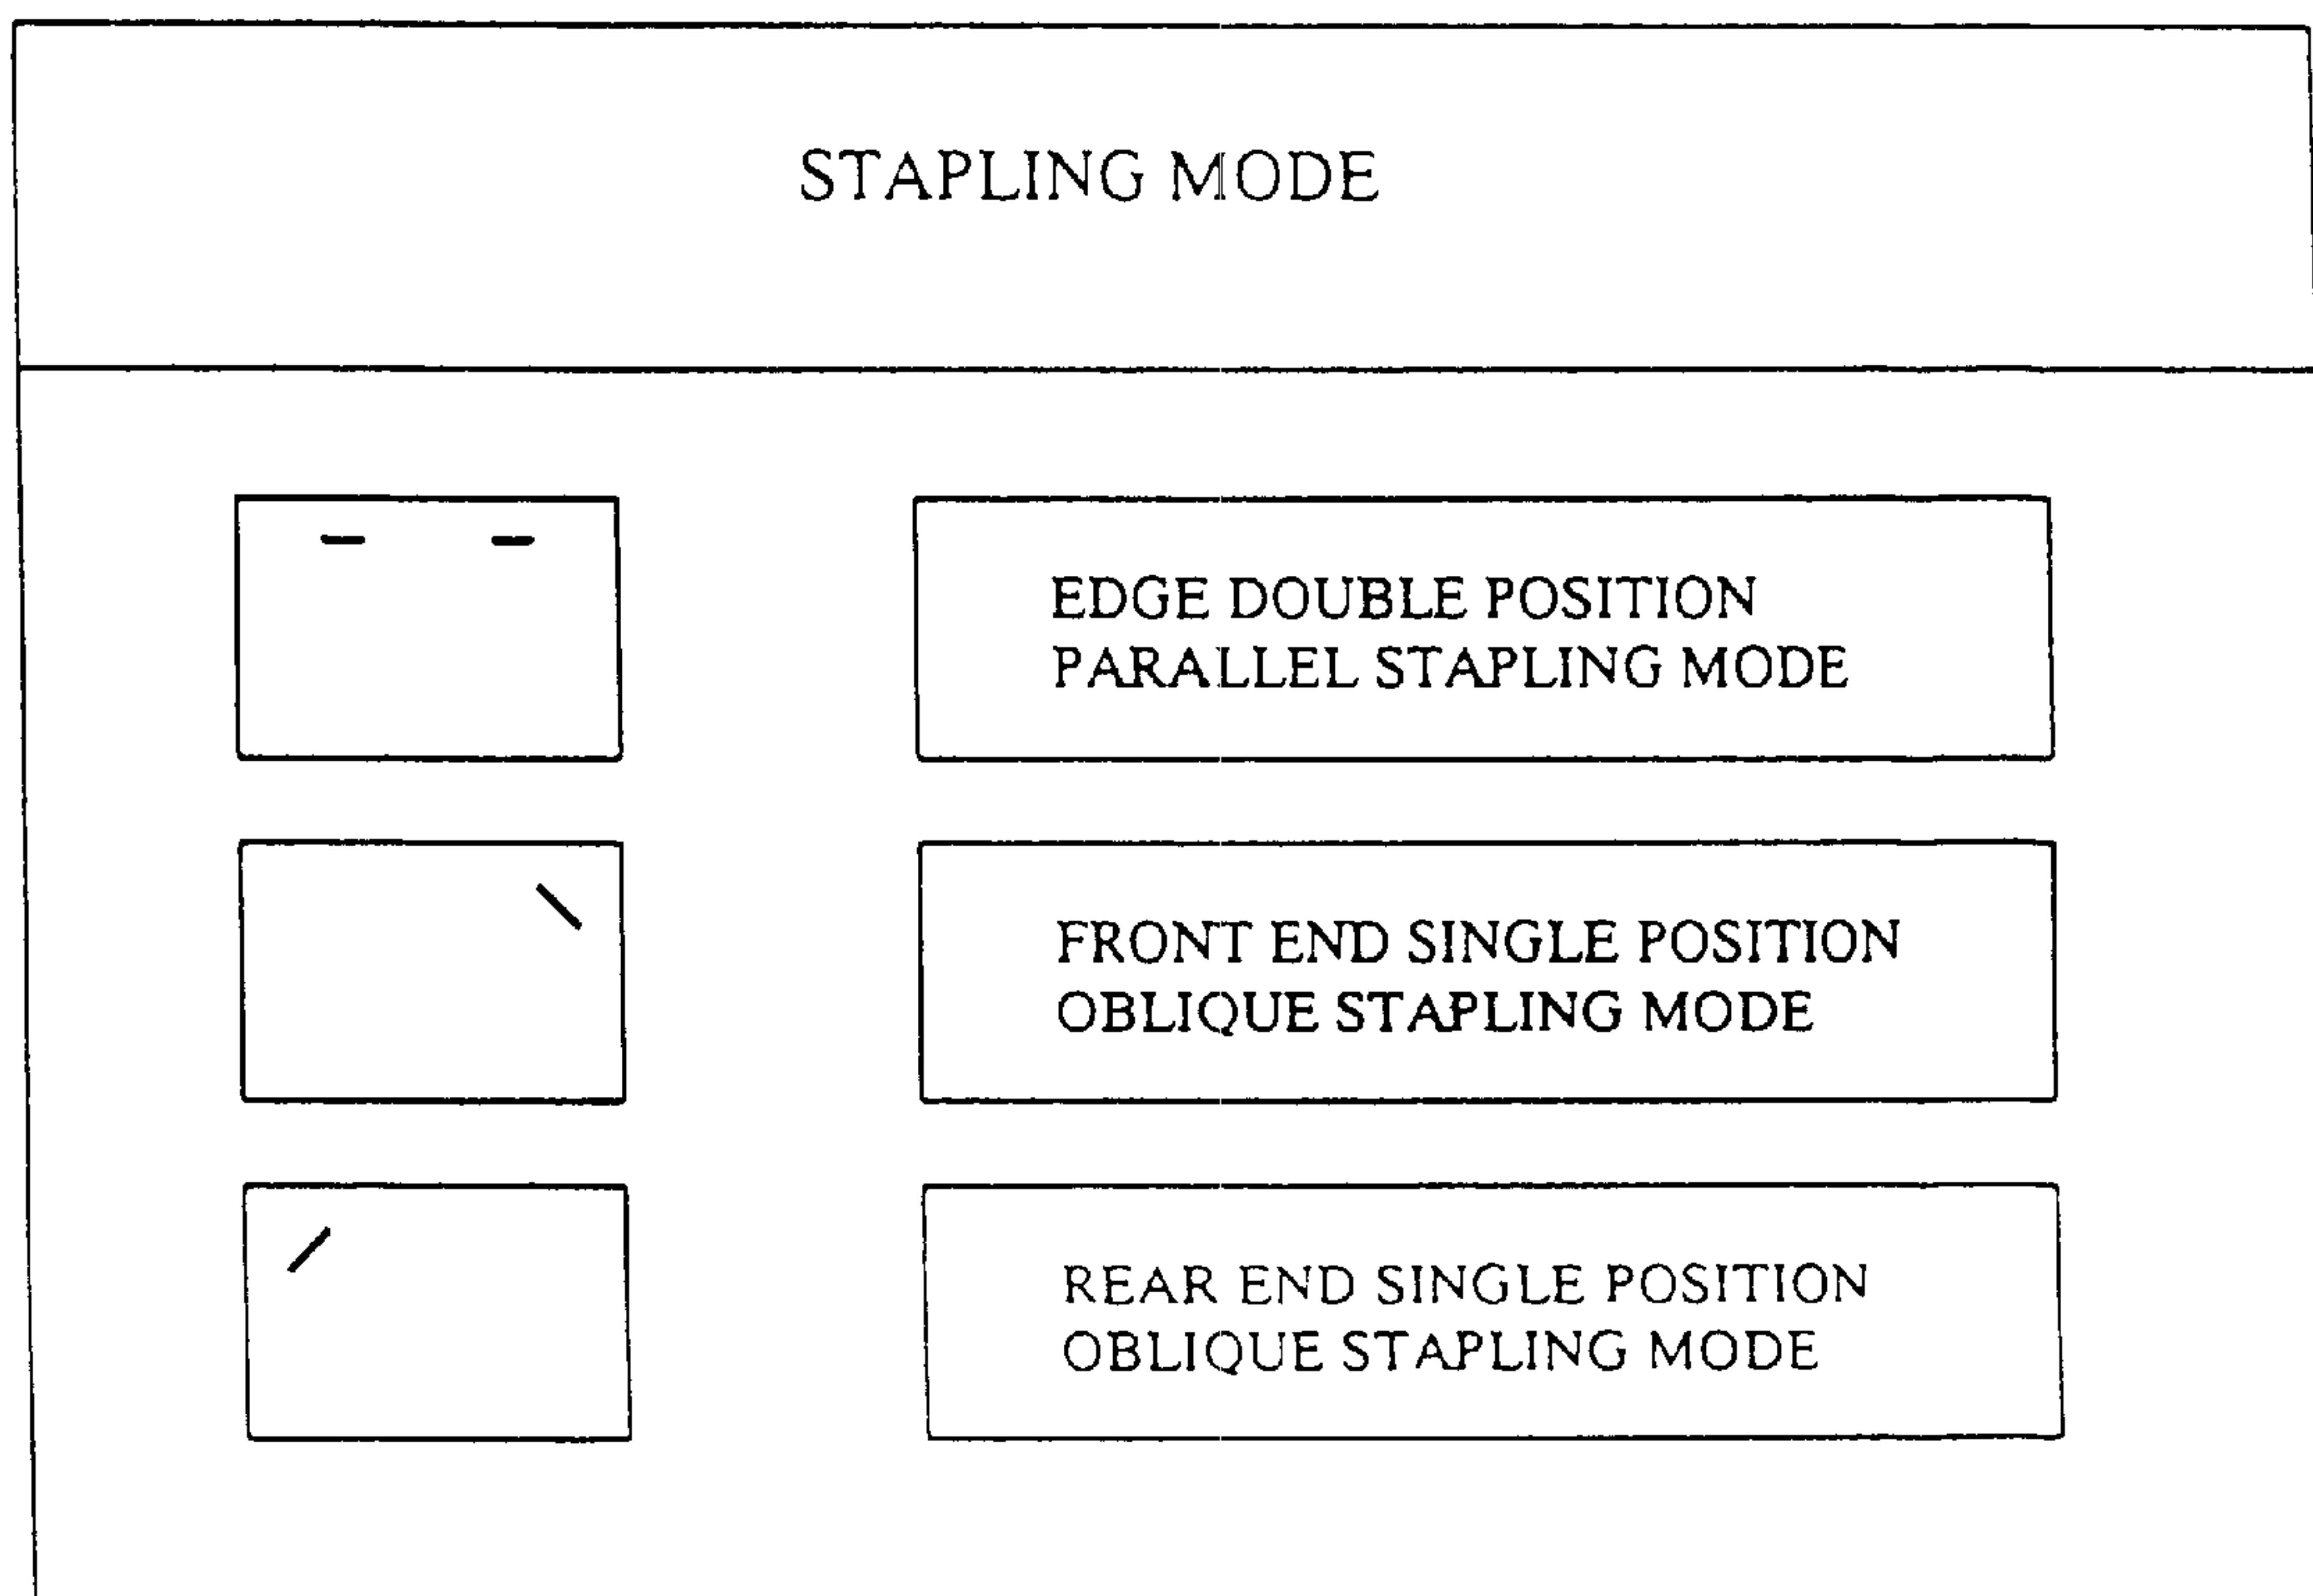 STAPLING MODE
EDGE DOUBLE POSITION
PARALLEL STAPLING MODE
FRONT END SINGLE POSITION
OBLIQUE STAPLING MODE
REAR END SINGLE POSITION
OBLIQUE STAPLING MODE